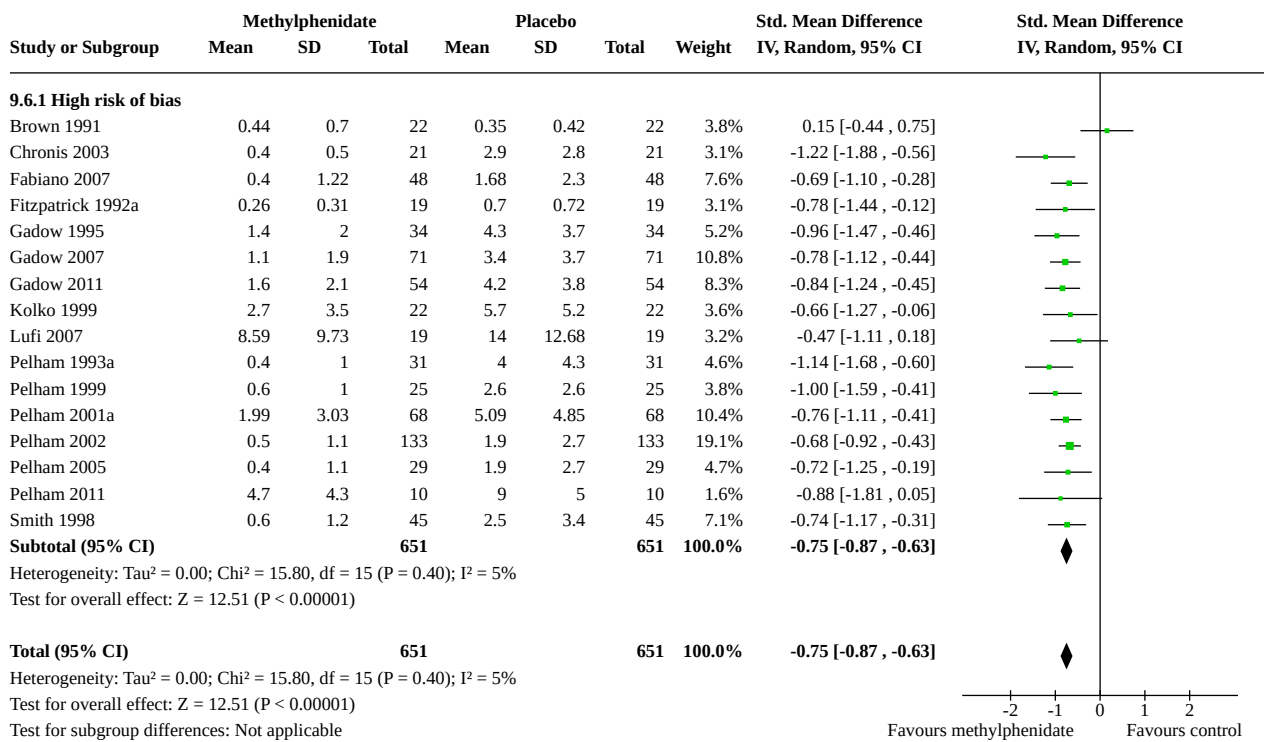 Methylphenidate Placebo Std. Mean Difference Std. Mean Difference
Study or Subgroup Mean SD Total Mean SD Total Weight IV, Random, 95% CI IV, Random, 95% CI
9.6.1 High risk of bias
Brown 1991 0.44 0.7 22 0.35 0.42 22 3.8% 0.15 [-0.44 , 0.75]
Chronis 2003 0.4 0.5 21 2.9 2.8 21 3.1% -1.22 [-1.88 , -0.56]
Fabiano 2007 0.4 1.22 48 1.68 2.3 48 7.6% -0.69 [-1.10 , -0.28]
Fitzpatrick 1992a 0.26 0.31 19 0.7 0.72 19 3.1% -0.78 [-1.44 , -0.12]
Gadow 1995 1.4 2 34 4.3 3.7 34 5.2% -0.96 [-1.47 , -0.46]
Gadow 2007 1.1 1.9 71 3.4 3.7 71 10.8% -0.78 [-1.12 , -0.44]
Gadow 2011 1.6 2.1 54 4.2 3.8 54 8.3% -0.84 [-1.24 , -0.45]
Kolko 1999 2.7 3.5 22 5.7 5.2 22 3.6% -0.66 [-1.27 , -0.06]
Lufi 2007 8.59 9.73 19 14 12.68 19 3.2% -0.47 [-1.11 , 0.18]
Pelham 1993a 0.4 1 31 4 4.3 31 4.6% -1.14 [-1.68 , -0.60]
Pelham 1999 0.6 1 25 2.6 2.6 25 3.8% -1.00 [-1.59 , -0.41]
Pelham 2001a 1.99 3.03 68 5.09 4.85 68 10.4% -0.76 [-1.11 , -0.41]
Pelham 2002 0.5 1.1 133 1.9 2.7 133 19.1% -0.68 [-0.92 , -0.43]
Pelham 2005 0.4 1.1 29 1.9 2.7 29 4.7% -0.72 [-1.25 , -0.19]
Pelham 2011 4.7 4.3 10 9 5 10 1.6% -0.88 [-1.81 , 0.05]
Smith 1998 0.6 1.2 45 2.5 3.4 45 7.1% -0.74 [-1.17 , -0.31]
Subtotal (95% CI) 651 651 100.0% -0.75 [-0.87 , -0.63]
Heterogeneity: Tau² = 0.00; Chi² = 15.80, df = 15 (P = 0.40); I² = 5%
Test for overall effect: Z = 12.51 (P < 0.00001)
Total (95% CI) 651 651 100.0% -0.75 [-0.87 , -0.63]
Heterogeneity: Tau² = 0.00; Chi² = 15.80, df = 15 (P = 0.40); I² = 5%
Test for overall effect: Z = 12.51 (P < 0.00001) -2 -1 0 1 2
Test for subgroup differences: Not applicable Favours methylphenidate Favours control